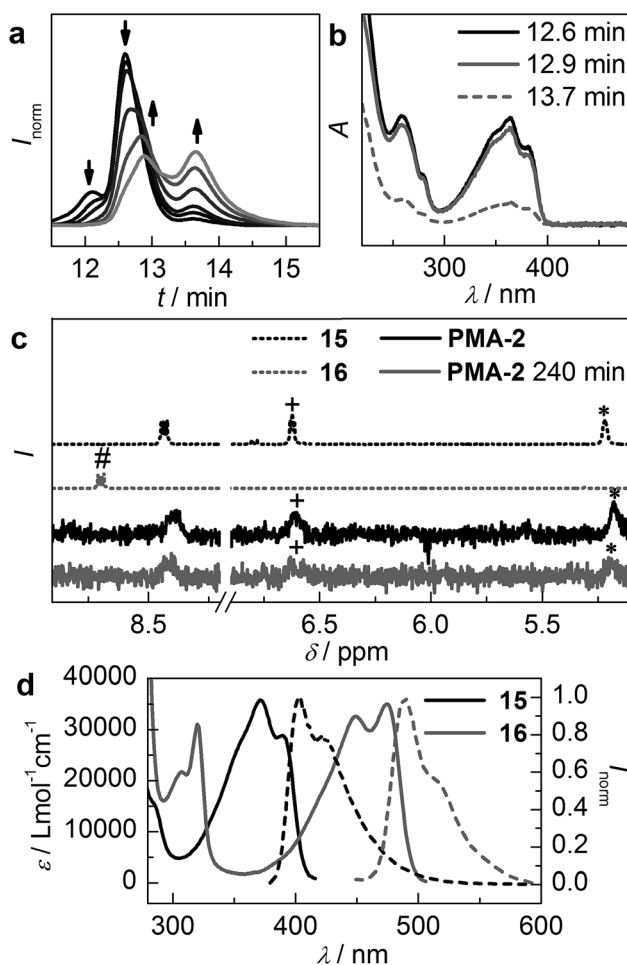 a
I norm
12 13 14 15
t / min
b
A
12.6 min
12.9 min
13.7 min
300 400
λ / nm
c
15 PMA-2
16 PMA-2 240 min
I
+ *
#
+ *
+ *
8.5 6.5 6.0 5.5
δ / ppm
d
40000
30000
20000
10000
0
ε / Lmol⁻¹cm⁻¹
15
16
1.0
0.8
0.6
0.4
0.2
0.0
I norm
300 400 500 600
λ / nm